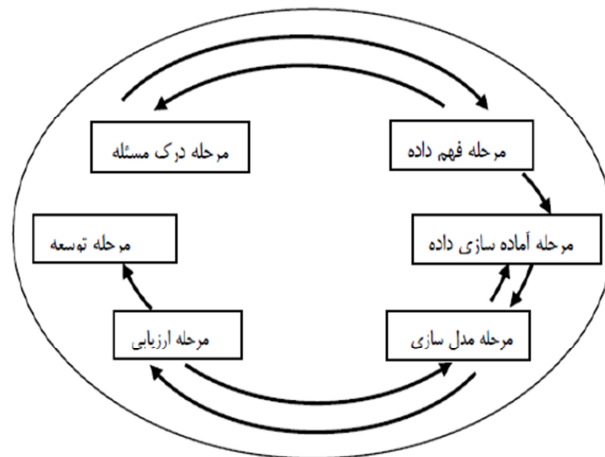 مرحله درک مسئله
مرحله فهم داده
مرحله توسعه
مرحله آماده سازی داده
مرحله ارزیابی
مرحله مدل سازی